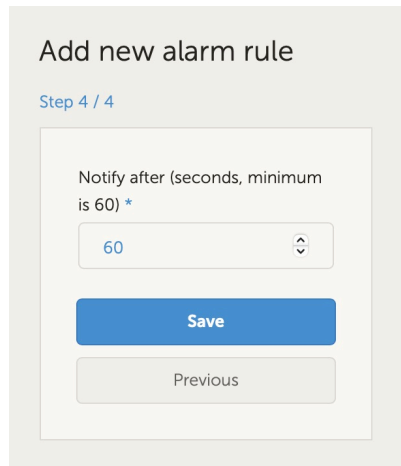 Add new alarm rule
Step 4 / 4
Notify after (seconds, minimum
is 60) *
60
Save
Previous